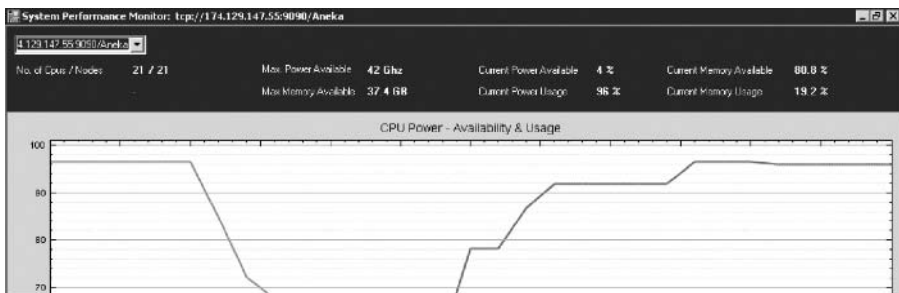 System Performance Monitor: tcp://174.129.147.55:9090/Aneka
4.129.147.55:9090/Aneka
No. of Cpus / Nodes 21 / 21 Max. Power Available 42 Ghz Current Power Available 4 % Current Memory Available 80.8 %
Max Memory Available 37.4 GB Current Power Usage 96 % Current Memory Usage 19.2 %
CPU Power - Availability & Usage
100
90
80
70